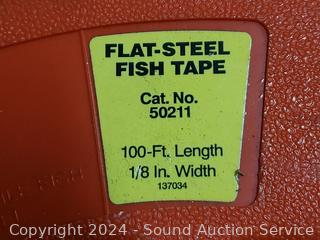 FLAT-STEEL
FISH TAPE
Cat. No.
50211
100-Ft. Length
1/8 In. Width
137034
Copyright © 2024 - Sound Auction Service